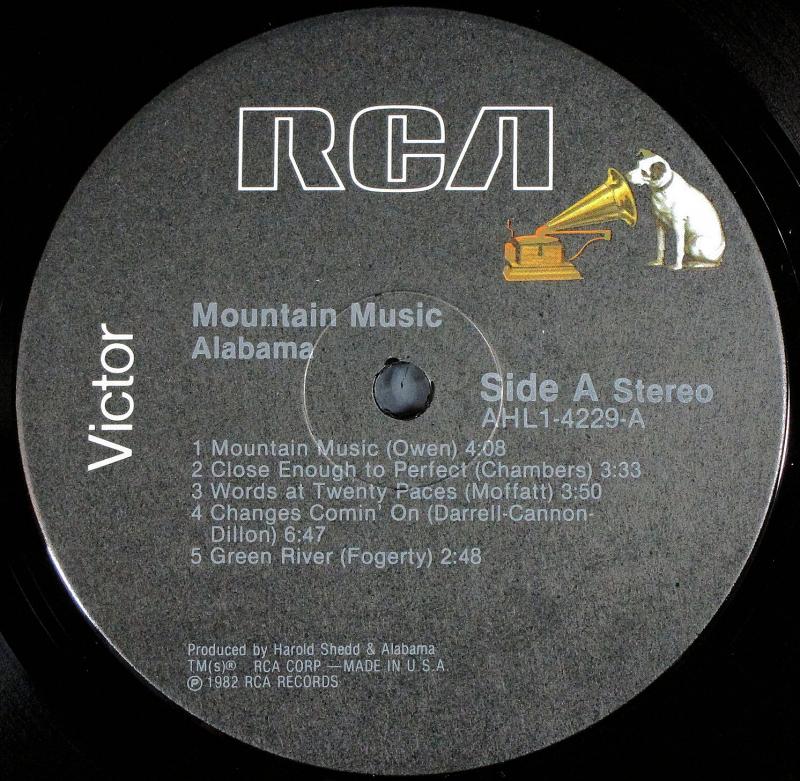 RCA
Victor
Mountain Music
Alabama
Side A Stereo
AHL1-4229-A
1 Mountain Music (Owen) 4:08
2 Close Enough to Perfect (Chambers) 3:33
3 Words at Twenty Paces (Moffatt) 3:50
4 Changes Comin' On (Darrell-Cannon-
Dillon) 6:47
5 Green River (Fogerty) 2:48
Produced by Harold Shedd & Alabama
TM(s)® RCA CORP.—MADE IN U.S.A.
℗ 1982 RCA RECORDS